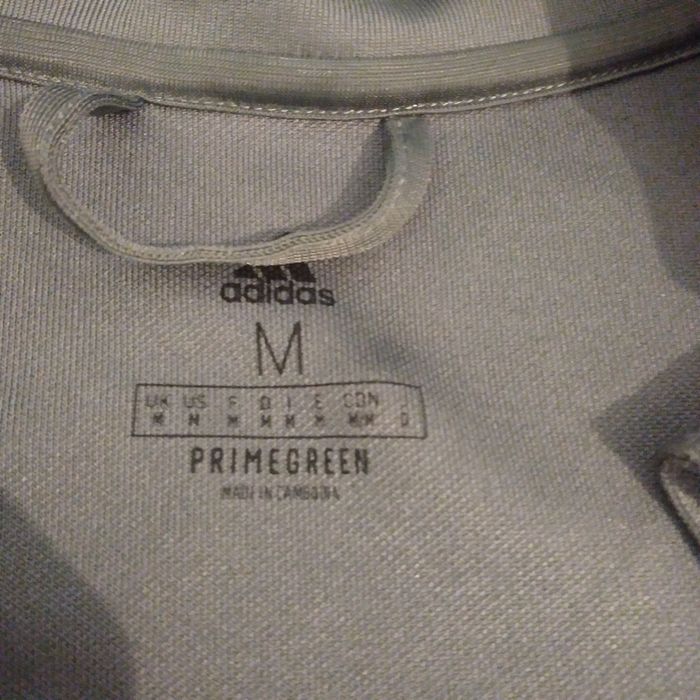 adidas
M
UK US F D I E CDN J
M M M M M M M/M O
PRIMEGREEN
MADE IN CAMBODIA